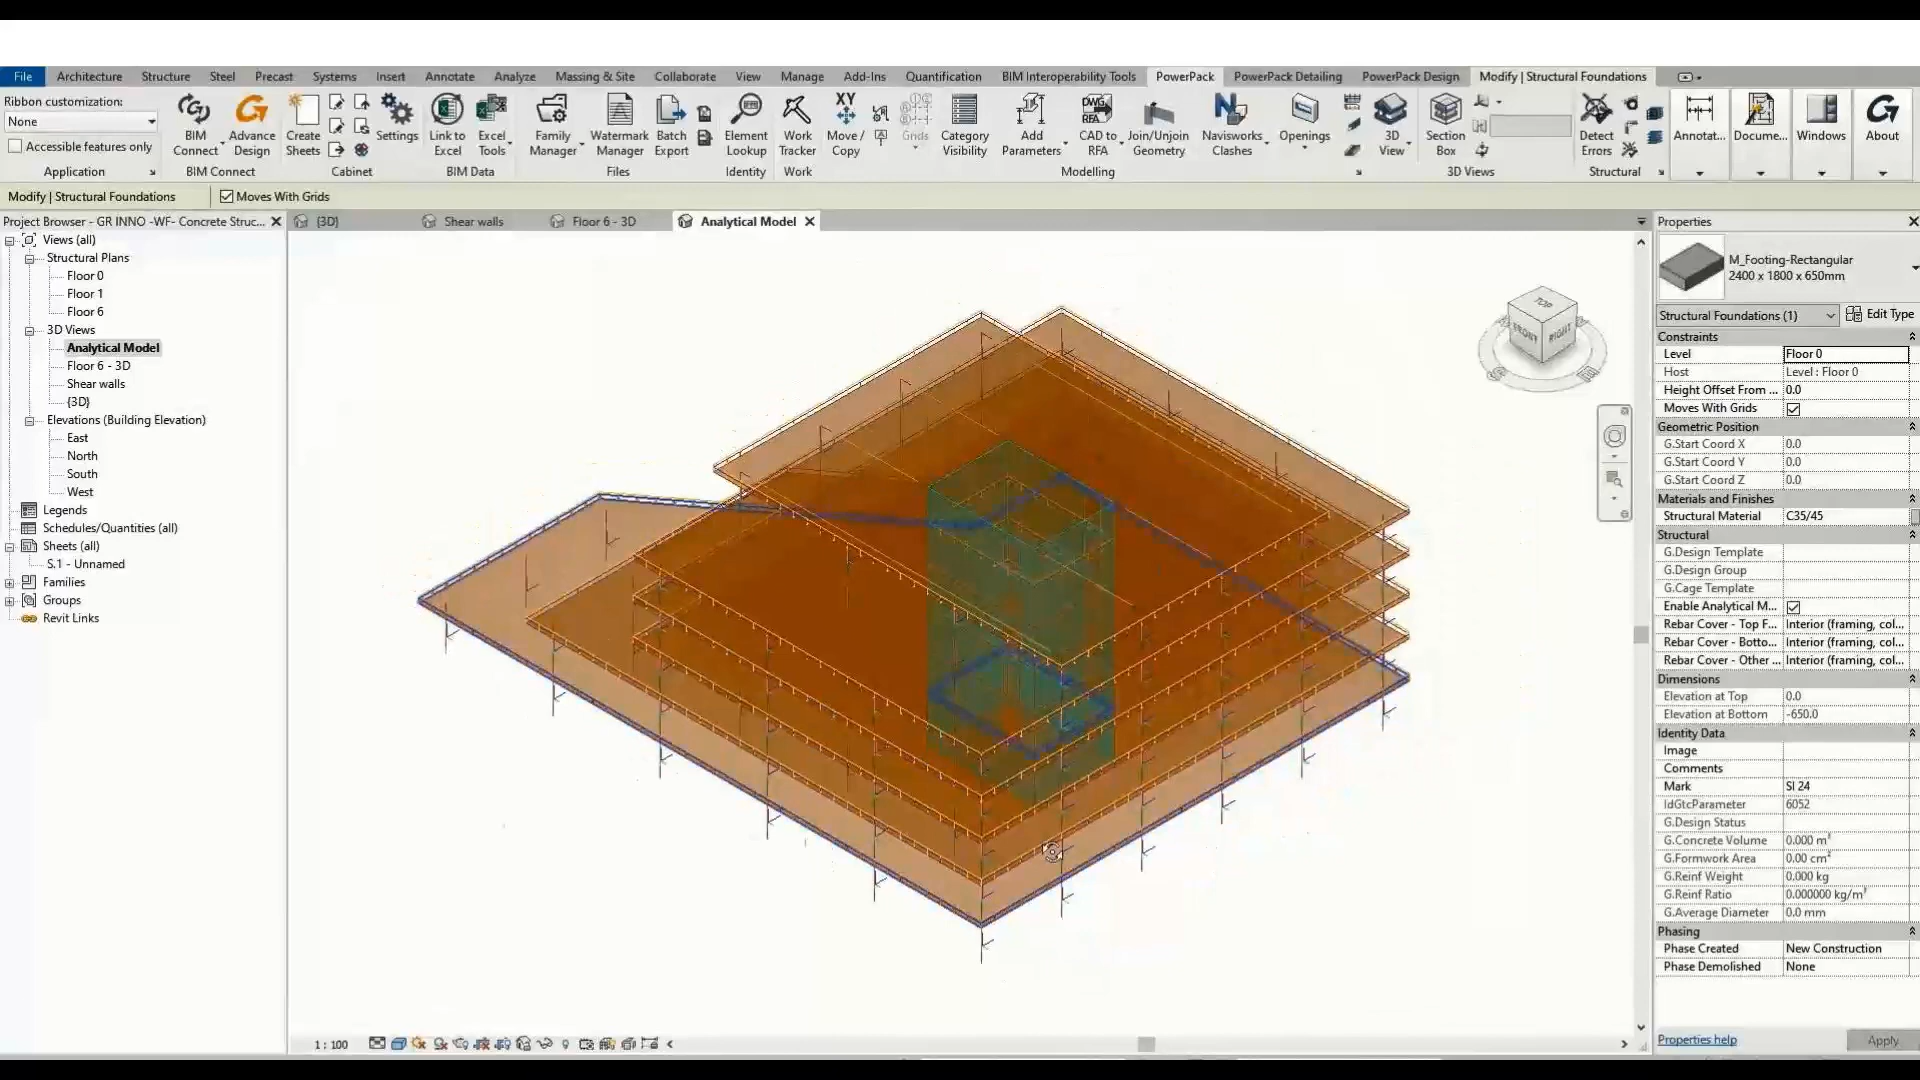 File Architecture Structure Steel Precast Systems Insert Annotate Analyze Massing & Site Collaborate View Manage Add-Ins Quantification BIM Interoperability Tools PowerPack PowerPack Detailing PowerPack Design Modify | Structural Foundations
Ribbon customization:
None
Accessible features only
Application
BIM Connect
Advance Design
BIM Connect
Create Sheets
Settings
Cabinet
Link to Excel
Excel Tools
BIM Data
Family Manager
Watermark Manager
Batch Export
Files
Element Lookup
Identity
Work Tracker
Work
XY
Move / Copy
Grids
Category Visibility
Add Parameters
DWG
RFA
CAD to RFA
Join/Unjoin Geometry
Navisworks Clashes
Openings
Modelling
3D View
Section Box
3D Views
Detect Errors
Structural
Annotat...
Docume...
Windows
About
Modify | Structural Foundations
Moves With Grids
Project Browser - GR INNO -WF- Concrete Struc...
{3D}
Shear walls
Floor 6 - 3D
Analytical Model
Views (all)
Structural Plans
Floor 0
Floor 1
Floor 6
3D Views
Analytical Model
Floor 6 - 3D
Shear walls
{3D}
Elevations (Building Elevation)
East
North
South
West
Legends
Schedules/Quantities (all)
Sheets (all)
S.1 - Unnamed
Families
Groups
Revit Links
TOP
FRONT
RIGHT
1 : 100
Properties
M_Footing-Rectangular
2400 x 1800 x 650mm
Structural Foundations (1)
Edit Type
Constraints
Level Floor 0
Host Level : Floor 0
Height Offset From ... 0.0
Moves With Grids
Geometric Position
G.Start Coord X 0.0
G.Start Coord Y 0.0
G.Start Coord Z 0.0
Materials and Finishes
Structural Material C35/45
Structural
G.Design Template
G.Design Group
G.Cage Template
Enable Analytical M...
Rebar Cover - Top F... Interior (framing, col...
Rebar Cover - Botto... Interior (framing, col...
Rebar Cover - Other ... Interior (framing, col...
Dimensions
Elevation at Top 0.0
Elevation at Bottom -650.0
Identity Data
Image
Comments
Mark SI 24
IdGtcParameter 6052
G.Design Status
G.Concrete Volume 0.000 m³
G.Formwork Area 0.00 cm²
G.Reinf Weight 0.000 kg
G.Reinf Ratio 0.000000 kg/m³
G.Average Diameter 0.0 mm
Phasing
Phase Created New Construction
Phase Demolished None
Properties help
Apply